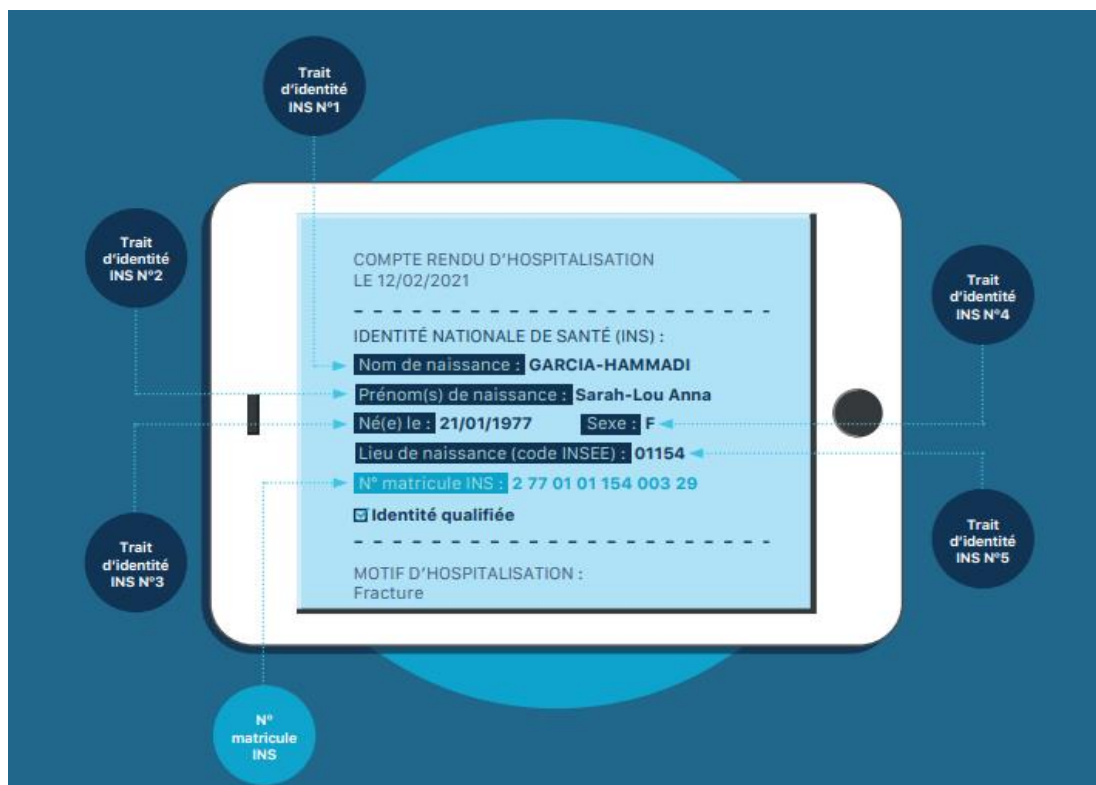 Trait
d'identité
INS N°1
Trait
d'identité
INS N°2
COMPTE RENDU D'HOSPITALISATION
LE 12/02/2021
IDENTITÉ NATIONALE DE SANTÉ (INS) :
Nom de naissance : GARCIA-HAMMADI
Prénom(s) de naissance : Sarah-Lou Anna
Né(e) le : 21/01/1977 Sexe : F
Lieu de naissance (code INSEE) : 01154
N° matricule INS : 2 77 01 01 154 003 29
Identité qualifiée
MOTIF D'HOSPITALISATION :
Fracture
Trait
d'identité
INS N°4
Trait
d'identité
INS N°3
Trait
d'identité
INS N°5
N°
matricule
INS